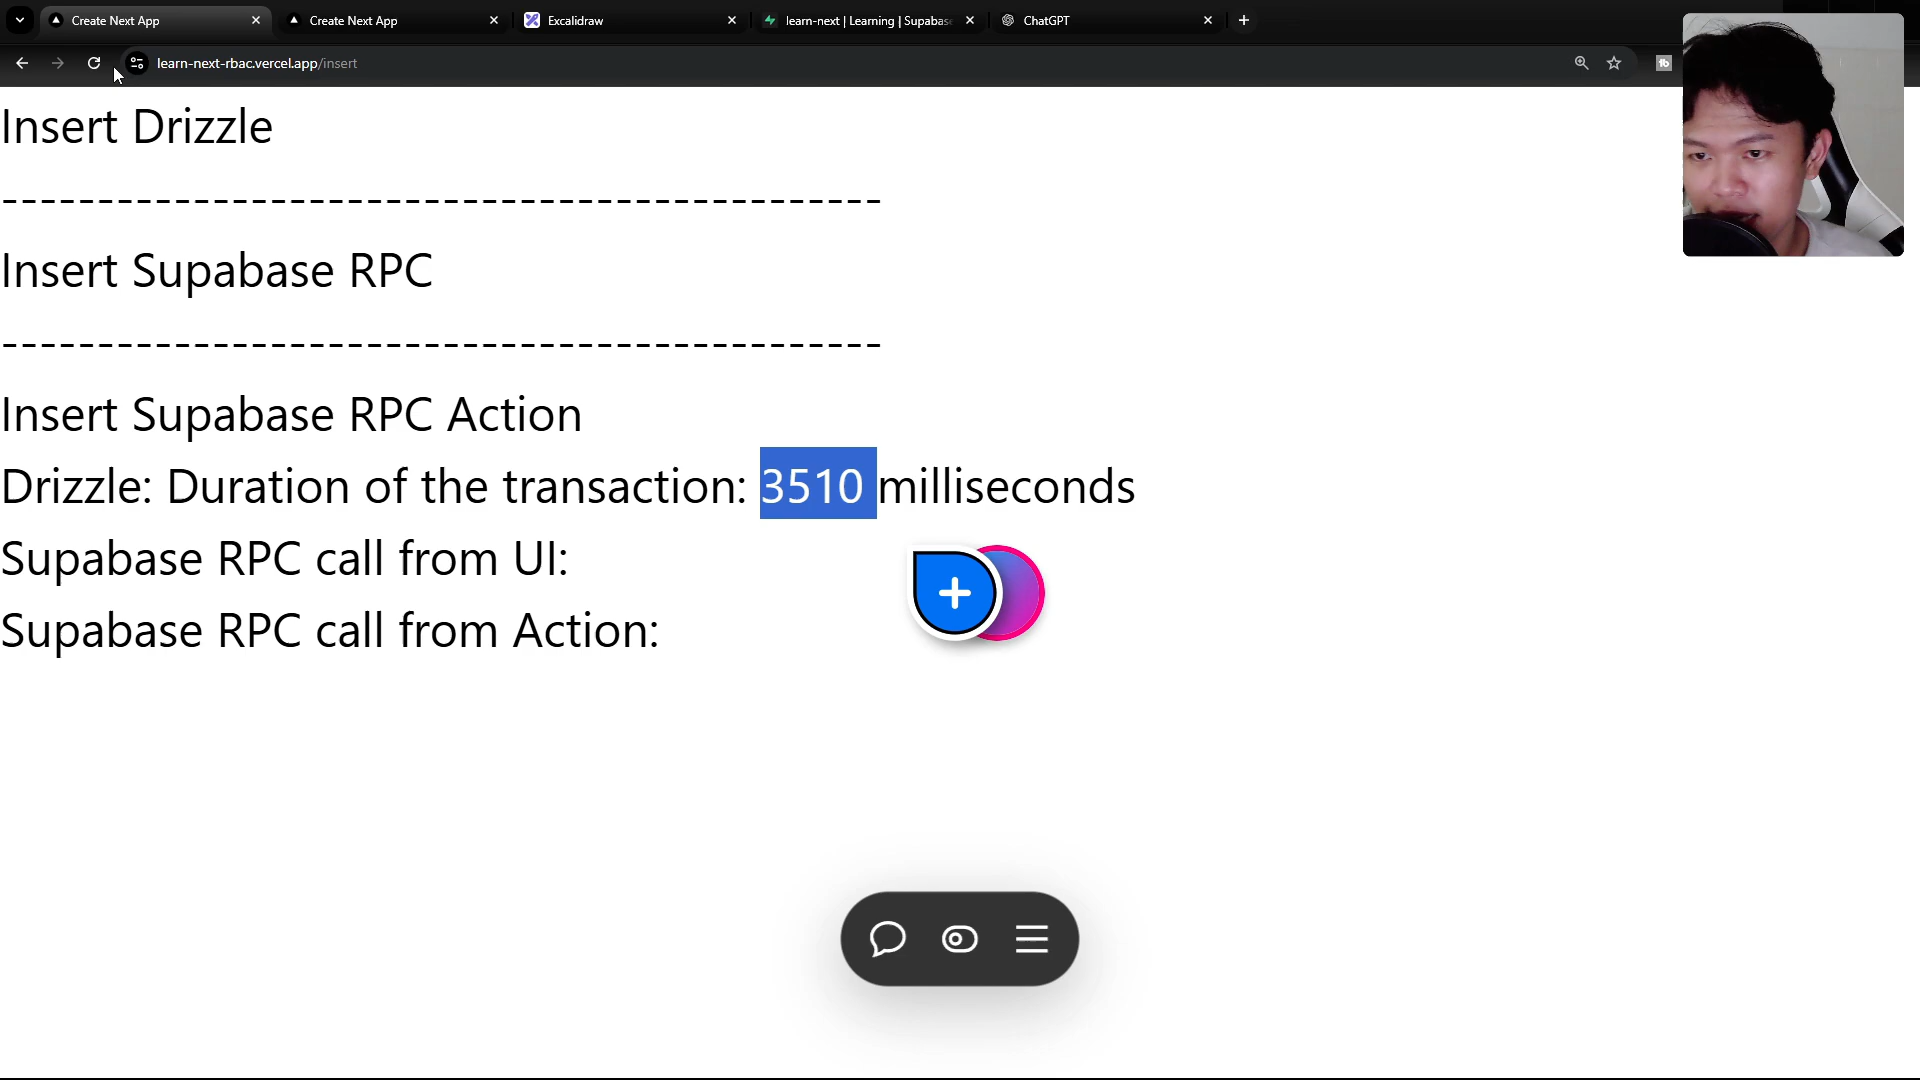 Create Next App
Create Next App
Excalidraw
learn-next | Learning | Supabase
ChatGPT
learn-next-rbac.vercel.app/insert
Insert Drizzle
----------------------------------------------
Insert Supabase RPC
----------------------------------------------
Insert Supabase RPC Action
Drizzle: Duration of the transaction: 3510 milliseconds
Supabase RPC call from UI:
Supabase RPC call from Action: